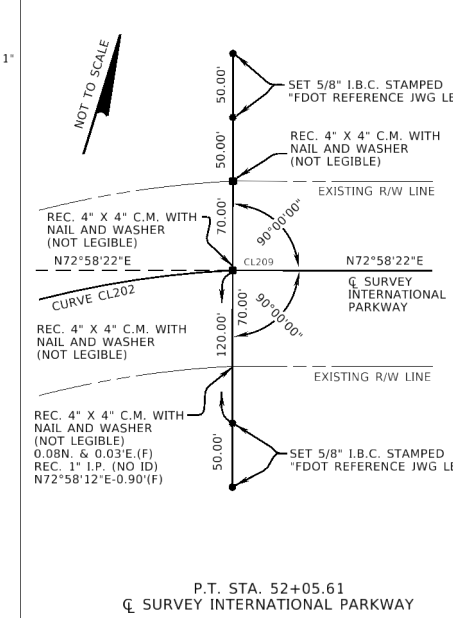 1"
NOT TO SCALE
50.00'
SET 5/8" I.B.C. STAMPED
"FDOT REFERENCE JWG LE
50.00'
REC. 4" X 4" C.M. WITH
NAIL AND WASHER
(NOT LEGIBLE)
EXISTING R/W LINE
70.00'
90°00'00"
REC. 4" X 4" C.M. WITH
NAIL AND WASHER
(NOT LEGIBLE)
N72°58'22"E
CL209
N72°58'22"E
℄ SURVEY
INTERNATIONAL
PARKWAY
CURVE CL202
70.00'
90°00'00"
120.00'
REC. 4" X 4" C.M. WITH
NAIL AND WASHER
(NOT LEGIBLE)
EXISTING R/W LINE
REC. 4" X 4" C.M. WITH
NAIL AND WASHER
(NOT LEGIBLE)
0.08N. & 0.03'E.(F)
REC. 1" I.P. (NO ID)
N72°58'12"E-0.90'(F)
50.00'
SET 5/8" I.B.C. STAMPED
"FDOT REFERENCE JWG LE
P.T. STA. 52+05.61
℄ SURVEY INTERNATIONAL PARKWAY